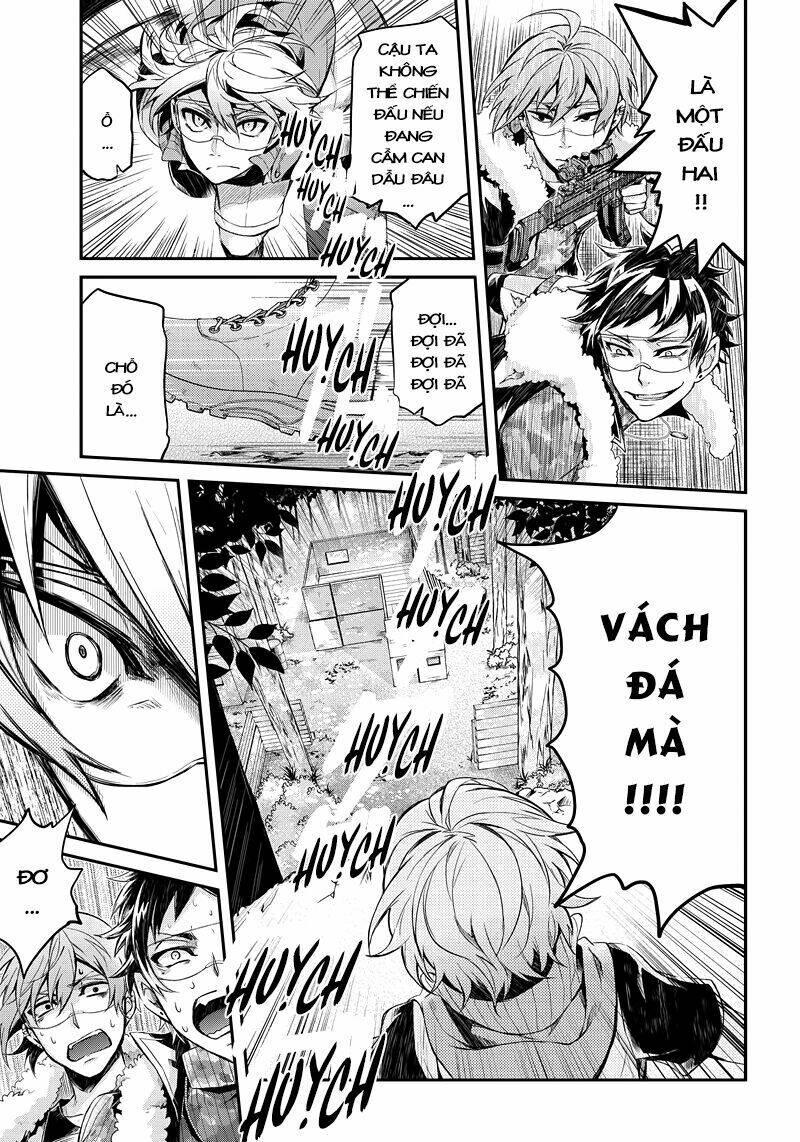 LÀ
MỘT
ĐẤU
HAI
!!
CẬU TA
KHÔNG
THỂ CHIẾN
ĐẤU NẾU
ĐANG
CẦM CAN
DẦU ĐÂU
...
Ồ
...
HUỴCH
HUỴCH
HUỴCH
ĐỢI...
ĐỢI ĐÃ
ĐỢI ĐÃ
ĐỢI ĐÃ
CHỖ
ĐÓ
LÀ...
HUỴCH
HUỴCH
HUỴCH
VÁCH
ĐÁ
MÀ
!!!!
HUỴCH
HUỴCH
HUỴCH
HUỴCH
HUỴCH
ĐƠ
...